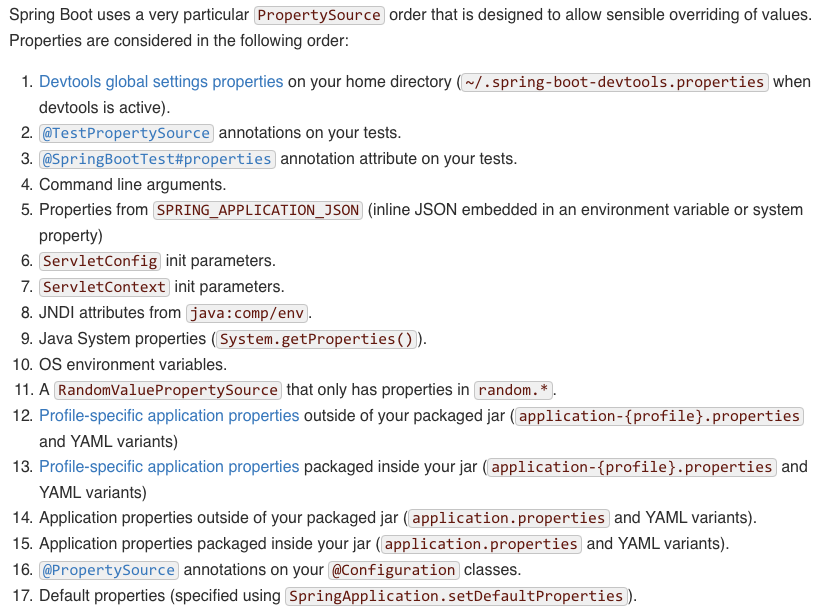 Spring Boot uses a very particular PropertySource order that is designed to allow sensible overriding of values.
Properties are considered in the following order:
1. Devtools global settings properties on your home directory (~/.spring-boot-devtools.properties when
devtools is active).
2. @TestPropertySource annotations on your tests.
3. @SpringBootTest#properties annotation attribute on your tests.
4. Command line arguments.
5. Properties from SPRING_APPLICATION_JSON (inline JSON embedded in an environment variable or system
property)
6. ServletConfig init parameters.
7. ServletContext init parameters.
8. JNDI attributes from java:comp/env.
9. Java System properties (System.getProperties()).
10. OS environment variables.
11. A RandomValuePropertySource that only has properties in random.*.
12. Profile-specific application properties outside of your packaged jar (application-{profile}.properties
and YAML variants)
13. Profile-specific application properties packaged inside your jar (application-{profile}.properties and
YAML variants)
14. Application properties outside of your packaged jar (application.properties and YAML variants).
15. Application properties packaged inside your jar (application.properties and YAML variants).
16. @PropertySource annotations on your @Configuration classes.
17. Default properties (specified using SpringApplication.setDefaultProperties).